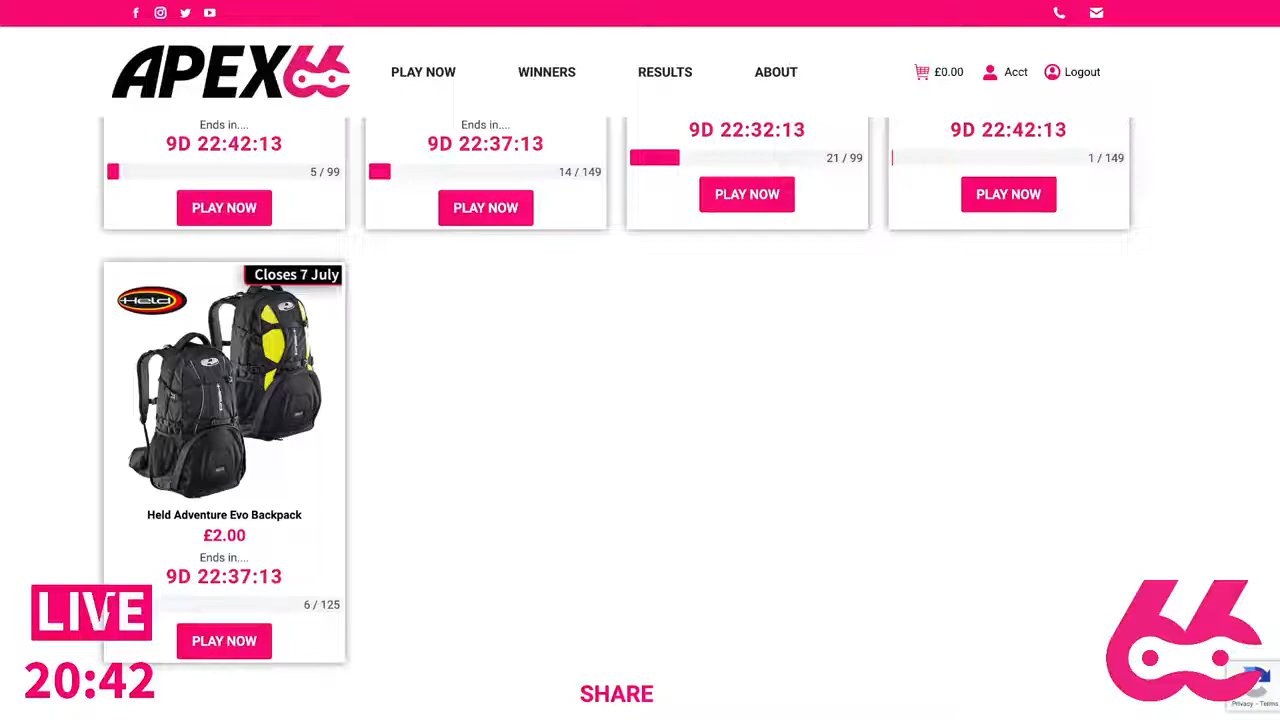 APEX66
PLAY NOW
WINNERS
RESULTS
ABOUT
£0.00
Acct
Logout
Ends in....
9D 22:42:13
5 / 99
PLAY NOW
Ends in....
9D 22:37:13
14 / 149
PLAY NOW
9D 22:32:13
21 / 99
PLAY NOW
9D 22:42:13
1 / 149
PLAY NOW
Closes 7 July
Held
Held Adventure Evo Backpack
£2.00
Ends in....
9D 22:37:13
6 / 125
PLAY NOW
LIVE
20:42
SHARE
66
Privacy - Terms